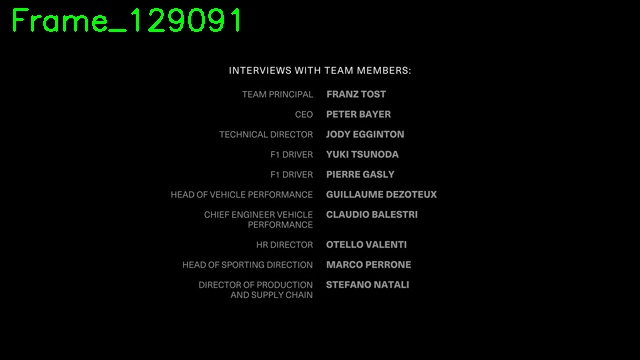 Frame_129091
INTERVIEWS WITH TEAM MEMBERS:
TEAM PRINCIPAL FRANZ TOST
CEO PETER BAYER
TECHNICAL DIRECTOR JODY EGGINTON
F1 DRIVER YUKI TSUNODA
F1 DRIVER PIERRE GASLY
HEAD OF VEHICLE PERFORMANCE GUILLAUME DEZOTEUX
CHIEF ENGINEER VEHICLE CLAUDIO BALESTRI
PERFORMANCE
HR DIRECTOR OTELLO VALENTI
HEAD OF SPORTING DIRECTION MARCO PERRONE
DIRECTOR OF PRODUCTION STEFANO NATALI
AND SUPPLY CHAIN